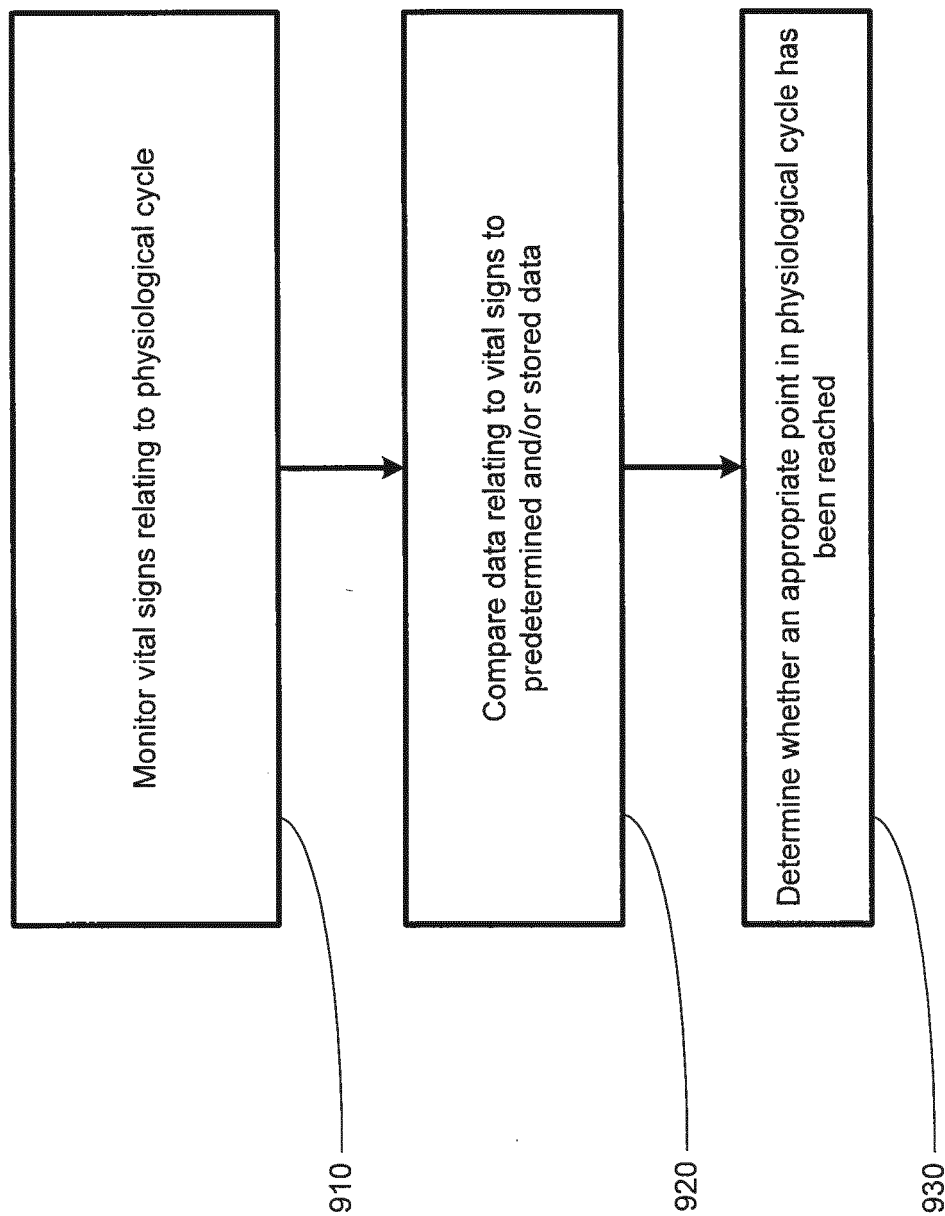 Monitor vital signs relating to physiological cycle
910
Compare data relating to vital signs to
predetermined and/or stored data
920
Determine whether an appropriate point in physiological cycle has
been reached
930